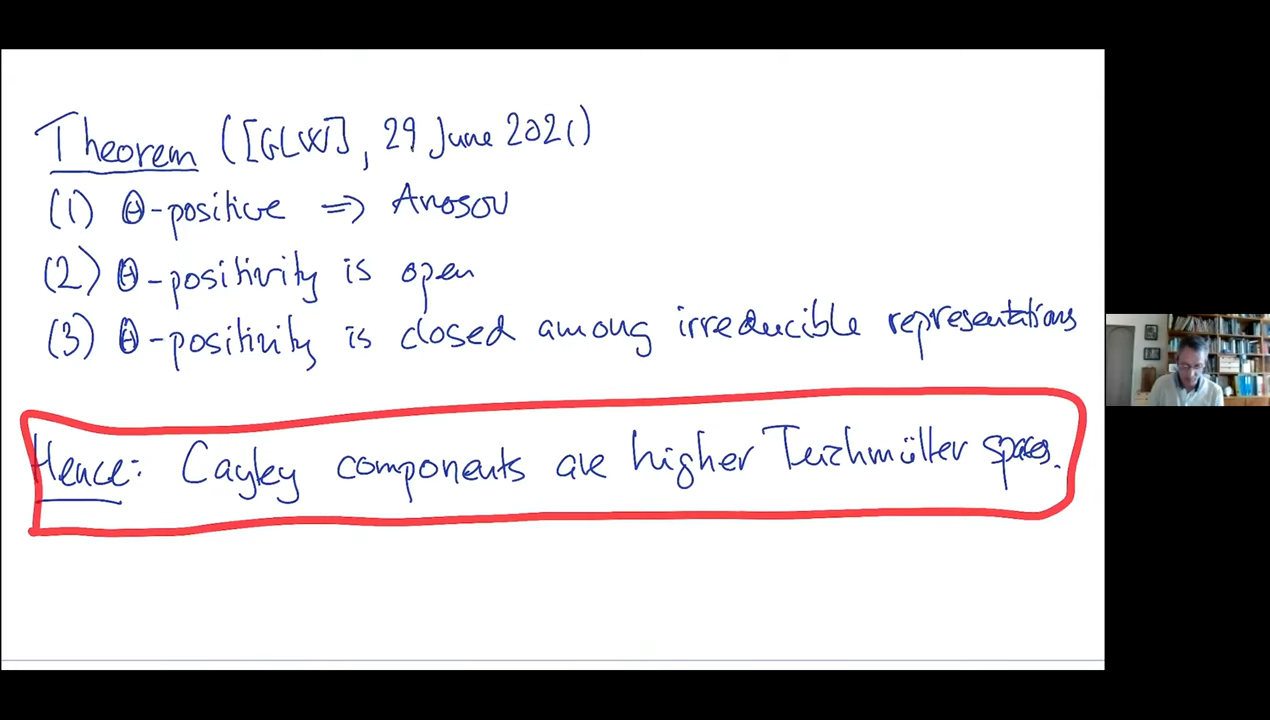 Theorem ([GLW], 29 June 2021)
(1) Θ-positive ⇒ Anosov
(2) Θ-positivity is open
(3) Θ-positivity is closed among irreducible representations
Hence: Cayley components are higher Teichmüller spaces.